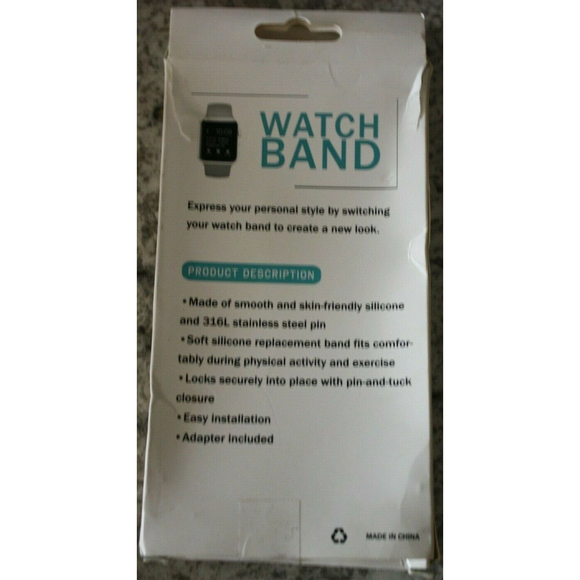 WATCH
BAND
Express your personal style by switching
your watch band to create a new look.
PRODUCT DESCRIPTION
•Made of smooth and skin-friendly silicone
and 316L stainless steel pin
•Soft silicone replacement band fits comfor-
tably during physical activity and exercise
•Locks securely into place with pin-and-tuck
closure
•Easy installation
•Adapter included
MADE IN CHINA